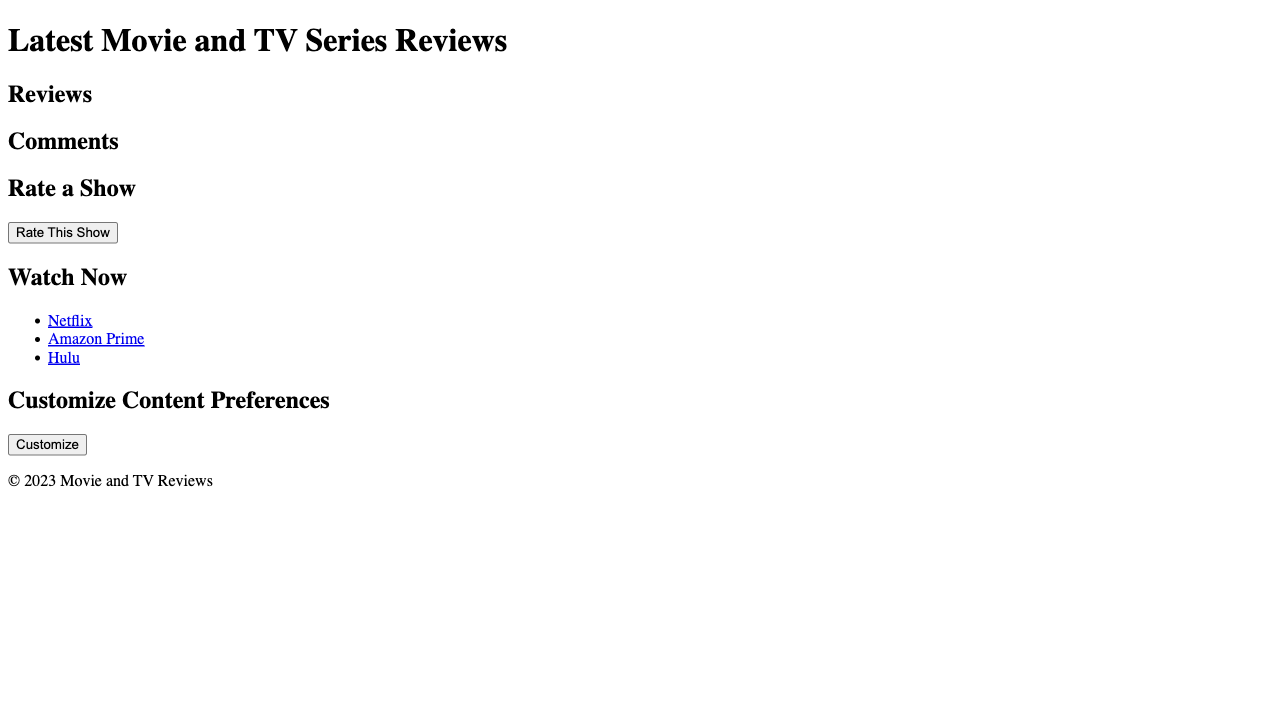 Latest Movie and TV Series Reviews
Reviews
Comments
Rate a Show
Rate This Show
Watch Now
Netflix
Amazon Prime
Hulu
Customize Content Preferences
Customize
© 2023 Movie and TV Reviews